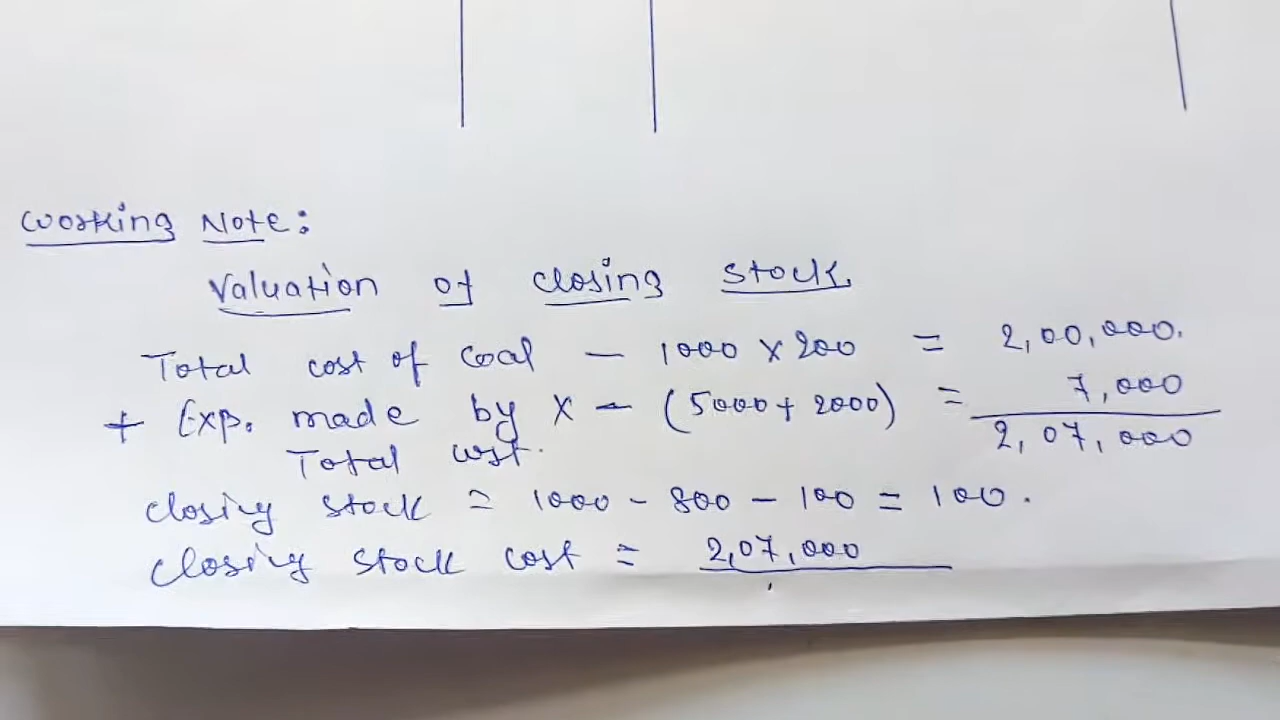 Working Note:
Valuation of closing stock.
Total cost of Coal — 1000 × 200 = 2,00,000.
+ Exp. made by X — (5000 + 2000) = 7,000
Total cost. 2,07,000
closing stock = 1000 - 800 - 100 = 100.
closing stock cost = 2,07,000